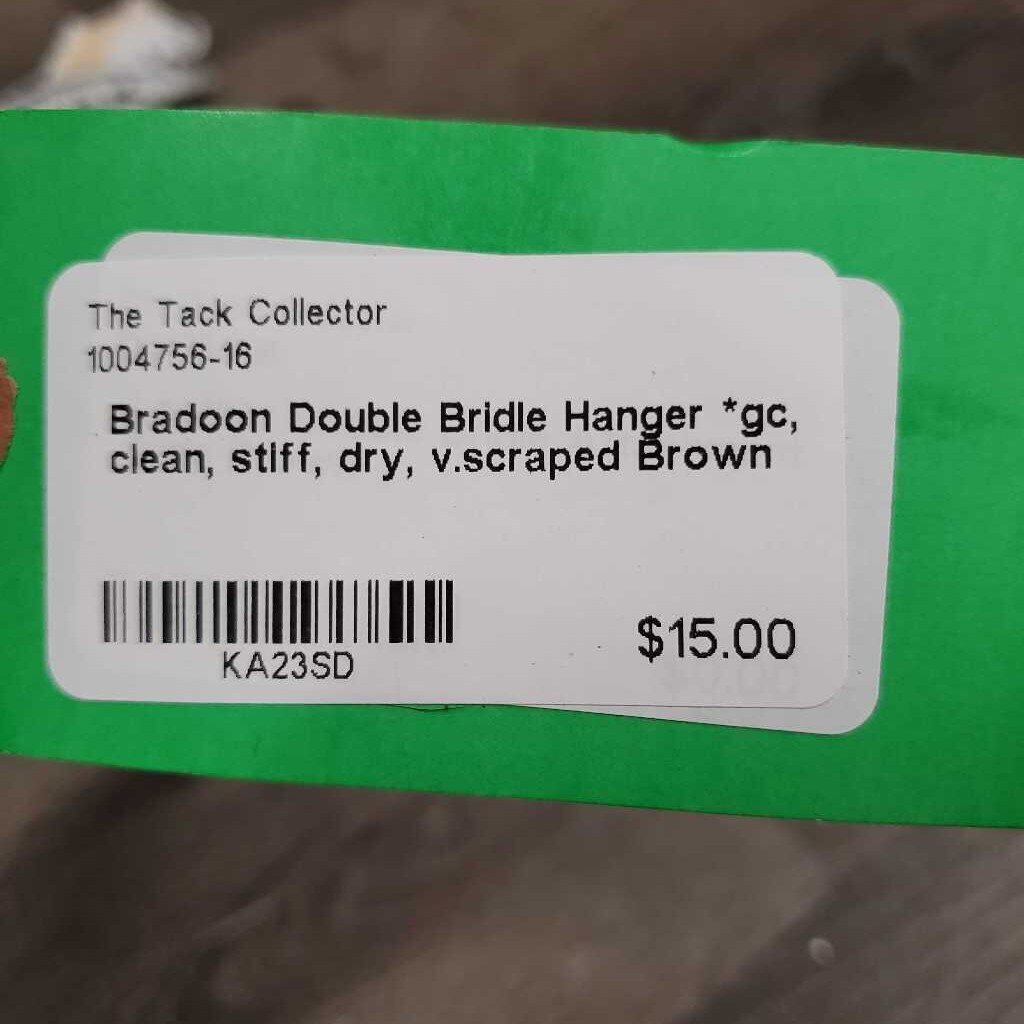 The Tack Collector
1004756-16
Bradoon Double Bridle Hanger *gc,
clean, stiff, dry, v.scraped Brown
KA23SD
$15.00